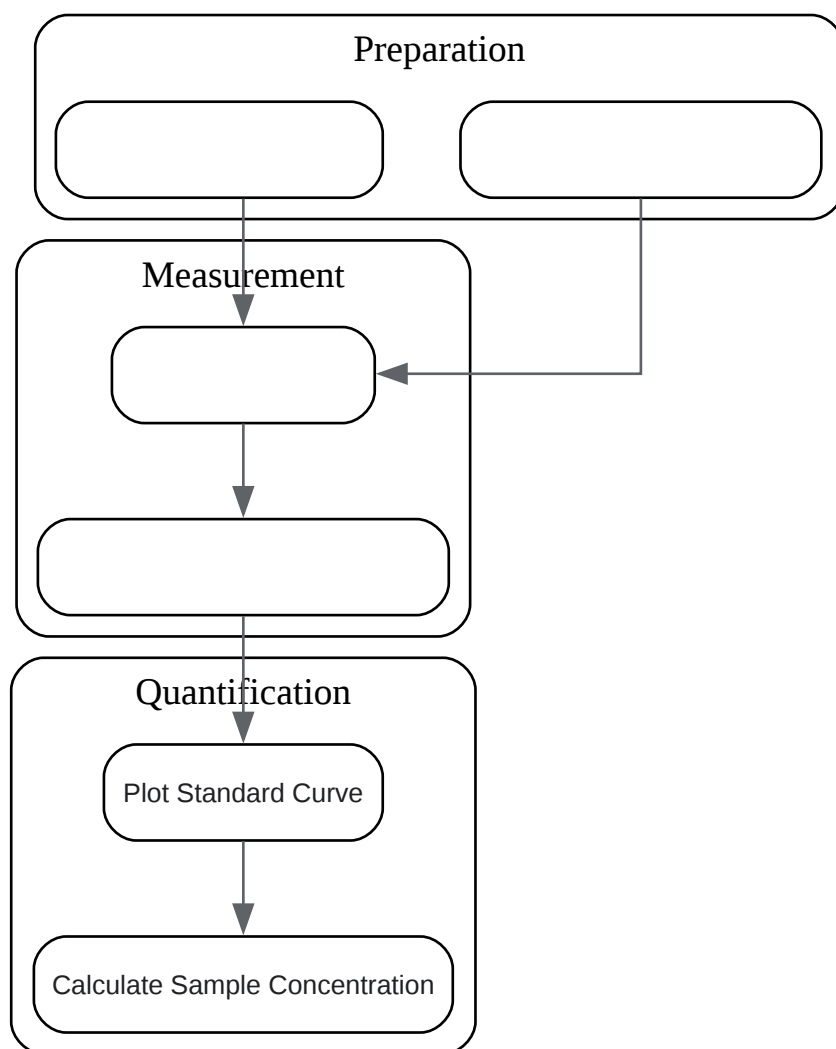 Preparation
Measurement
Quantification
Plot Standard Curve
Calculate Sample Concentration